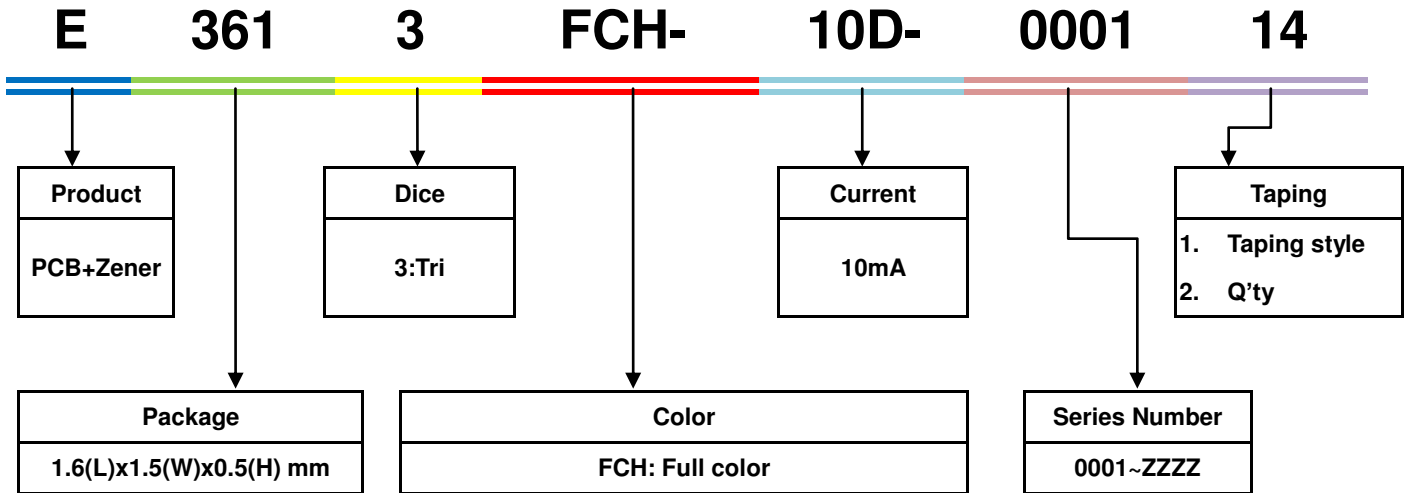 E 361 3 FCH- 10D- 0001 14
Product
PCB+Zener
Dice
3:Tri
Current
10mA
Taping
1. Taping style
2. Q’ty
Package
1.6(L)x1.5(W)x0.5(H) mm
Color
FCH: Full color
Series Number
0001~ZZZZ